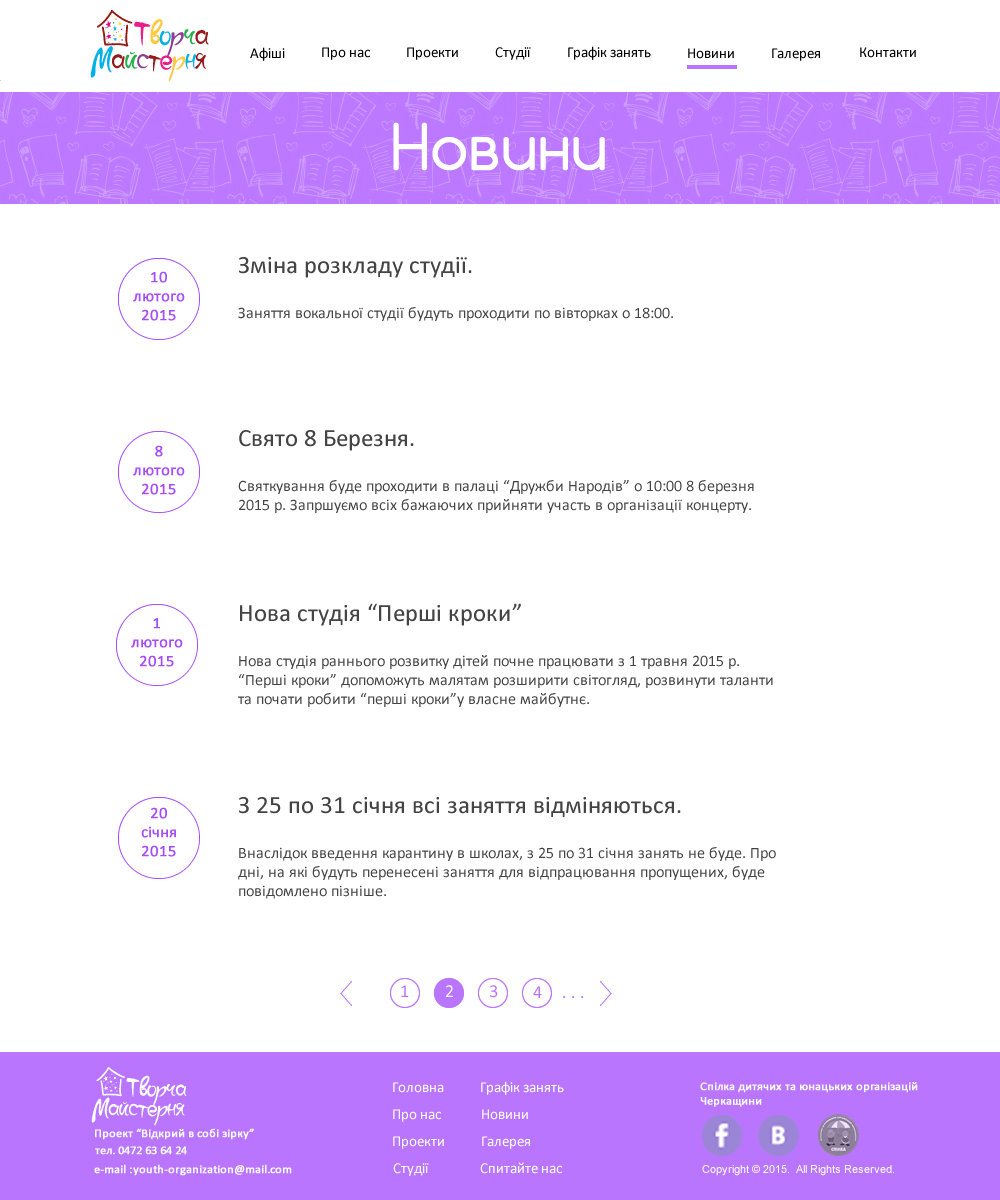 Творча
Майстерня
Афіші
Про нас
Проекти
Студії
Графік занять
Новини
Галерея
Контакти
Новини
10
лютого
2015
Зміна розкладу студії.
Заняття вокальної студії будуть проходити по вівторках о 18:00.
8
лютого
2015
Свято 8 Березня.
Святкування буде проходити в палаці “Дружби Народів” о 10:00 8 березня
2015 р. Запршуємо всіх бажаючих прийняти участь в організації концерту.
1
лютого
2015
Нова студія “Перші кроки”
Нова студія раннього розвитку дітей почне працювати з 1 травня 2015 р.
“Перші кроки” допоможуть малятам розширити світогляд, розвинути таланти
та почати робити “перші кроки”у власне майбутнє.
20
січня
2015
З 25 по 31 січня всі заняття відміняються.
Внаслідок введення карантину в школах, з 25 по 31 січня занять не буде. Про
дні, на які будуть перенесені заняття для відпрацювання пропущених, буде
повідомлено пізніше.
1 2 3 4 . . .
Творча
Майстерня
Проект “Відкрий в собі зірку”
тел. 0472 63 64 24
e-mail :youth-organization@mail.com
Головна
Про нас
Проекти
Студії
Графік занять
Новини
Галерея
Спитайте нас
Спілка дитячих та юнацьких організацій
Черкащини
f
B
Copyright © 2015. All Rights Reserved.